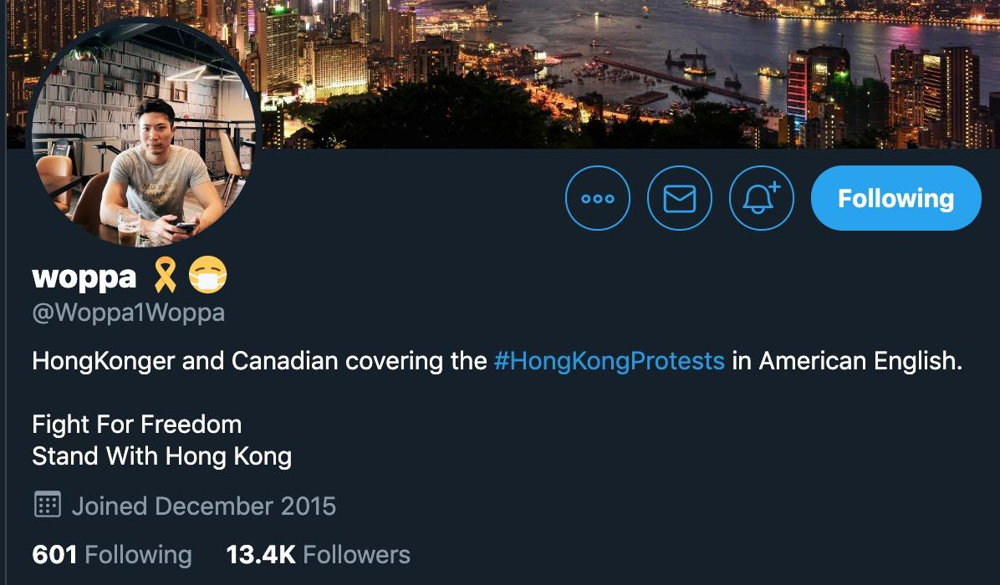 Following
woppa 🎗😷
@Woppa1Woppa
HongKonger and Canadian covering the #HongKongProtests in American English.
Fight For Freedom
Stand With Hong Kong
Joined December 2015
601 Following 13.4K Followers